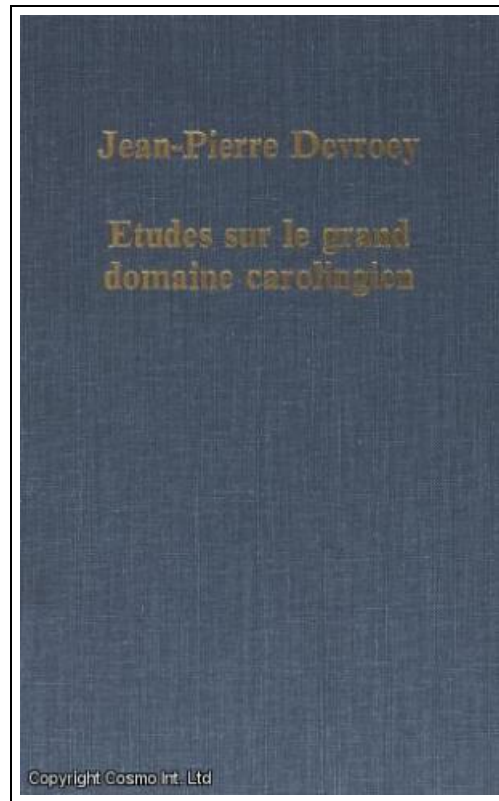 Jean-Pierre Devroey
Etudes sur le grand
domaine carolingien
Copyright Cosmo Int. Ltd